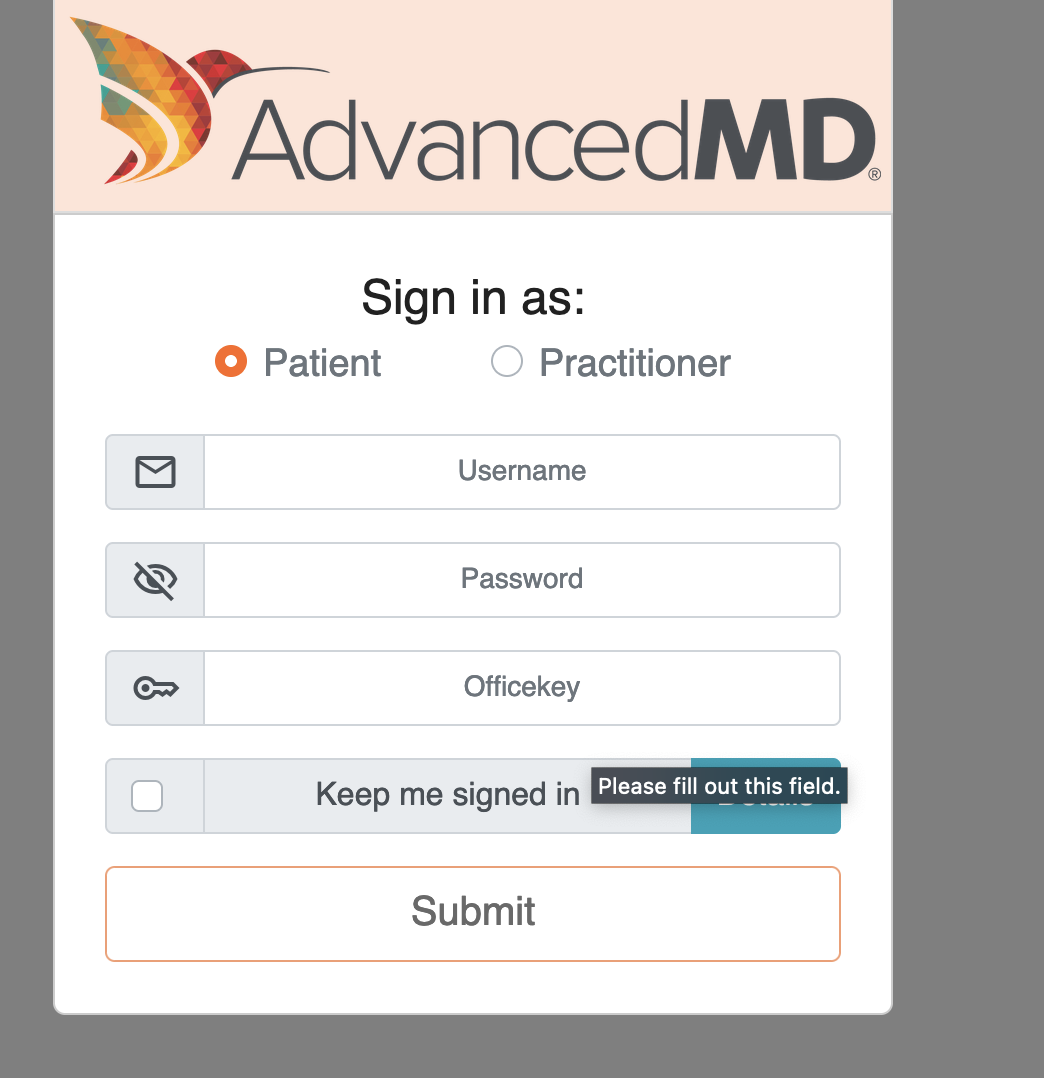 AdvancedMD®
Sign in as:
Patient Practitioner
Username
Password
Officekey
Keep me signed in Please fill out this field.
Submit